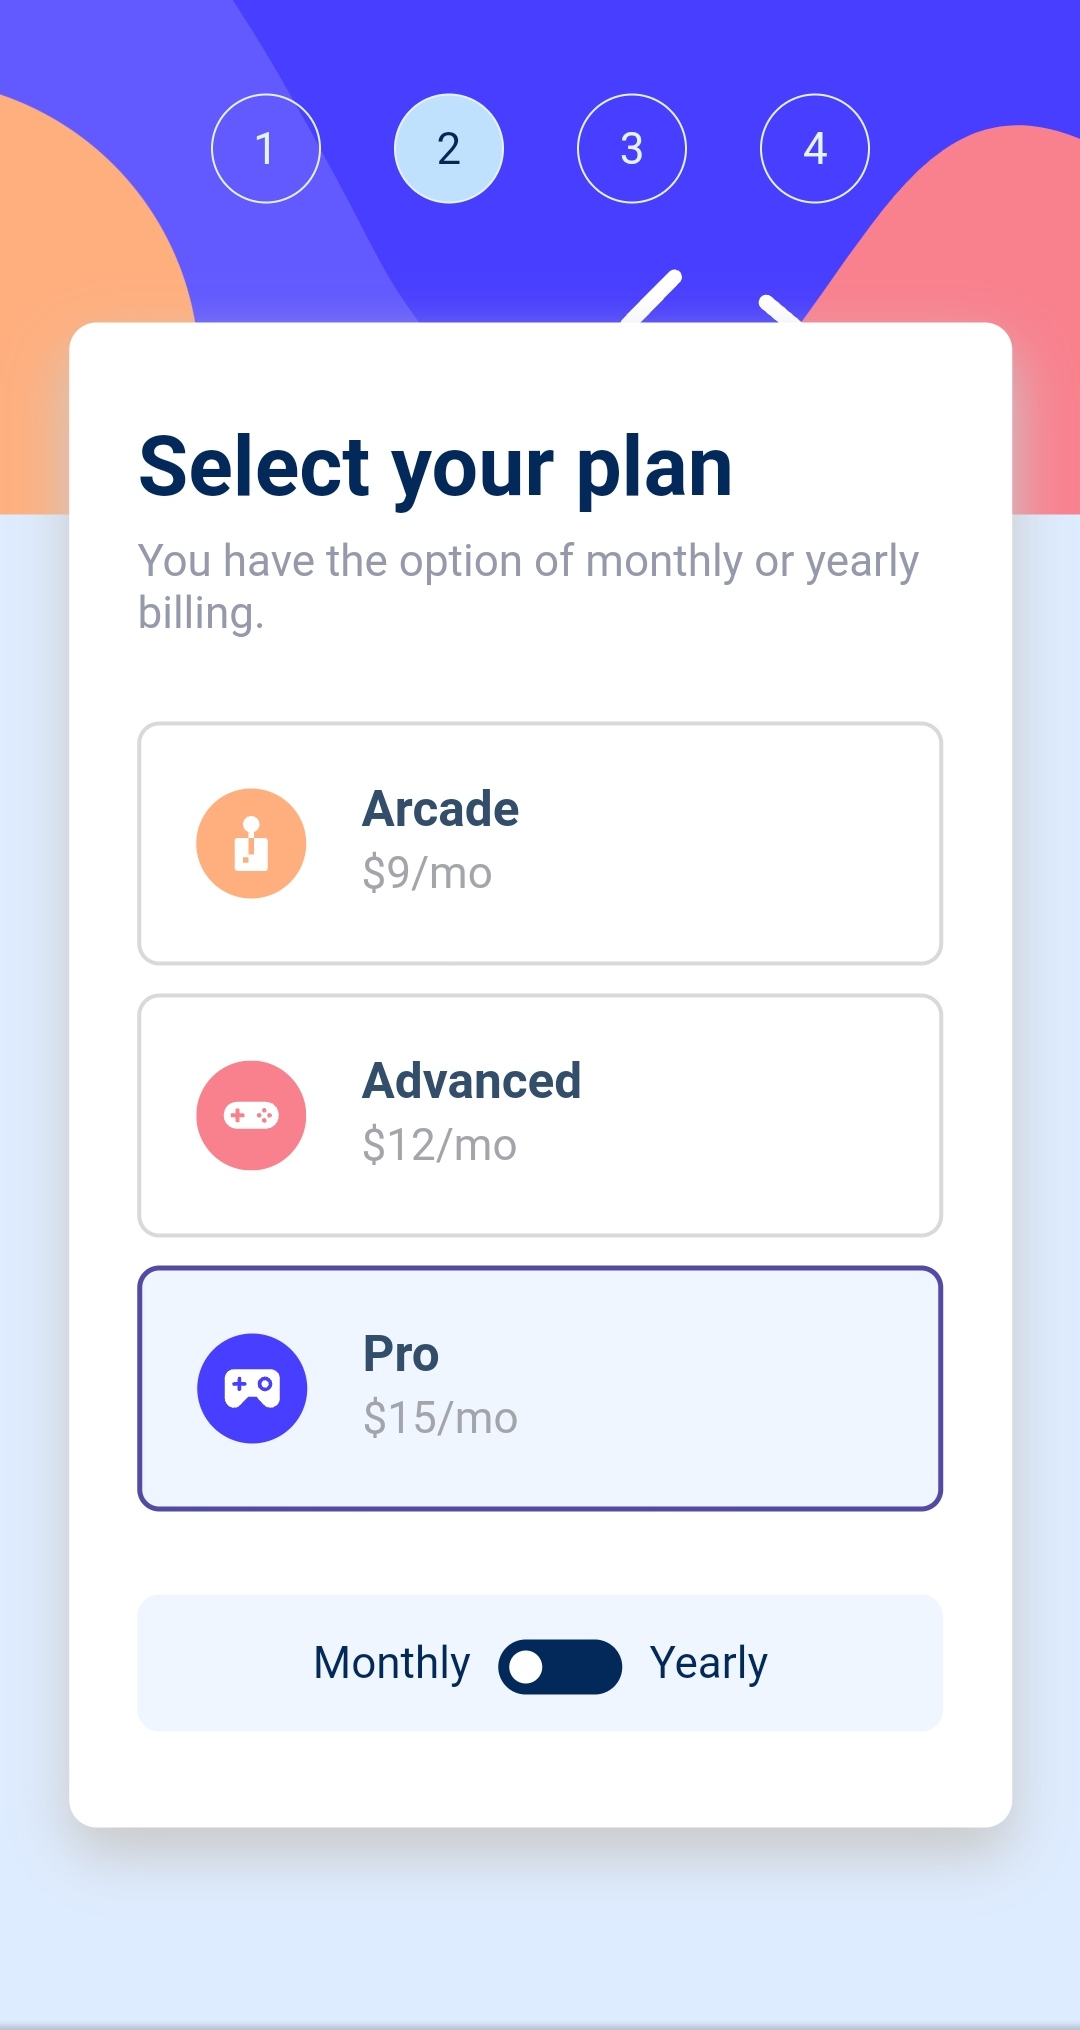 1 2 3 4
Select your plan
You have the option of monthly or yearly
billing.
Arcade
$9/mo
Advanced
$12/mo
Pro
$15/mo
Monthly Yearly